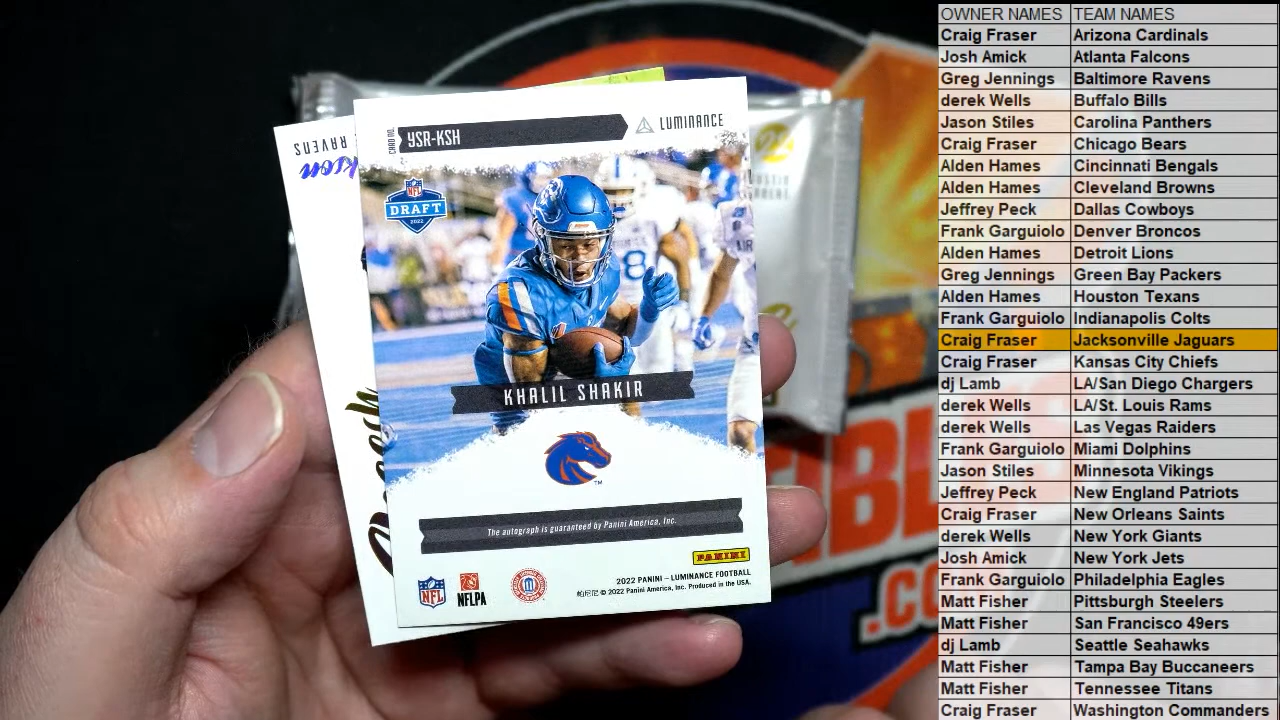 CARD NO.
YSR-KSH
LUMINANCE
NFL
DRAFT
2022
KHALIL SHAKIR
TM
The autograph is guaranteed by Panini America, Inc.
PANINI
NFL
NFLPA
2022 PANINI – LUMINANCE FOOTBALL
© 2022 Panini America, Inc. Produced in the USA.
RAVENS
.CO
OWNER NAMES TEAM NAMES
Craig Fraser Arizona Cardinals
Josh Amick Atlanta Falcons
Greg Jennings Baltimore Ravens
derek Wells Buffalo Bills
Jason Stiles Carolina Panthers
Craig Fraser Chicago Bears
Alden Hames Cincinnati Bengals
Alden Hames Cleveland Browns
Jeffrey Peck Dallas Cowboys
Frank Garguiolo Denver Broncos
Alden Hames Detroit Lions
Greg Jennings Green Bay Packers
Alden Hames Houston Texans
Frank Garguiolo Indianapolis Colts
Craig Fraser Jacksonville Jaguars
Craig Fraser Kansas City Chiefs
dj Lamb LA/San Diego Chargers
derek Wells LA/St. Louis Rams
derek Wells Las Vegas Raiders
Frank Garguiolo Miami Dolphins
Jason Stiles Minnesota Vikings
Jeffrey Peck New England Patriots
Craig Fraser New Orleans Saints
derek Wells New York Giants
Josh Amick New York Jets
Frank Garguiolo Philadelphia Eagles
Matt Fisher Pittsburgh Steelers
Matt Fisher San Francisco 49ers
dj Lamb Seattle Seahawks
Matt Fisher Tampa Bay Buccaneers
Matt Fisher Tennessee Titans
Craig Fraser Washington Commanders